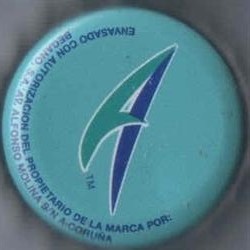 ENVASADO CON AUTORIZACION DEL PROPIETARIO DE LA MARCA POR:
BEGANO, S.A. AV. ALFONSO MOLINA S/N A CORUÑA
TM